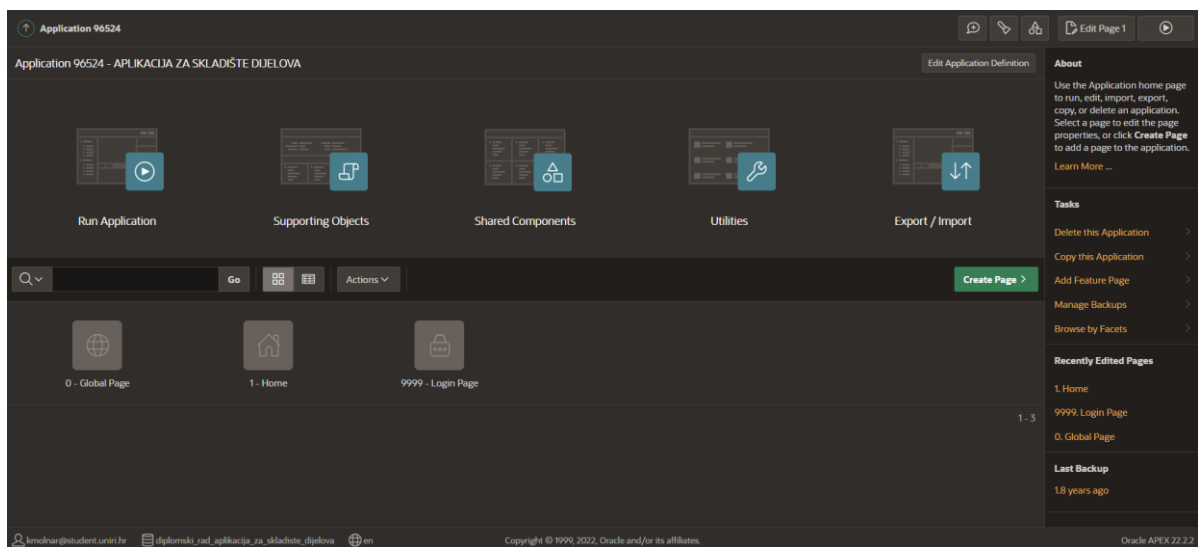 Application 96524
Edit Page 1
Application 96524 - APLIKACIJA ZA SKLADIŠTE DIJELOVA
Edit Application Definition
Run Application
Supporting Objects
Shared Components
Utilities
Export / Import
Go
Actions
Create Page
0 - Global Page
1 - Home
9999 - Login Page
1 - 3
About
Use the Application home page
to run, edit, import, export,
copy, or delete an application.
Select a page to edit the page
properties, or click Create Page
to add a page to the application.
Learn More ...
Tasks
Delete this Application
Copy this Application
Add Feature Page
Manage Backups
Browse by Facets
Recently Edited Pages
1. Home
9999. Login Page
0. Global Page
Last Backup
1.8 years ago
kmolnar@student.uniri.hr
diplomski_rad_aplikacija_za_skladiste_dijelova
en
Copyright © 1999, 2022, Oracle and/or its affiliates.
Oracle APEX 22.2.2